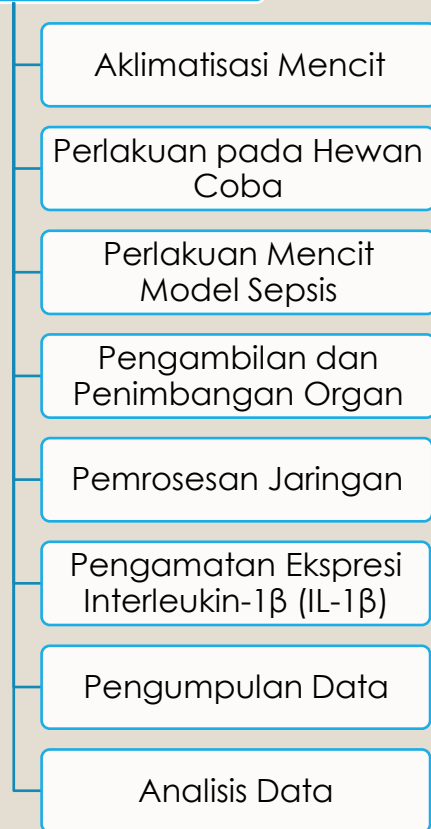 Aklimatisasi Mencit
Perlakuan pada Hewan
Coba
Perlakuan Mencit
Model Sepsis
Pengambilan dan
Penimbangan Organ
Pemrosesan Jaringan
Pengamatan Ekspresi
Interleukin-1β (IL-1β)
Pengumpulan Data
Analisis Data